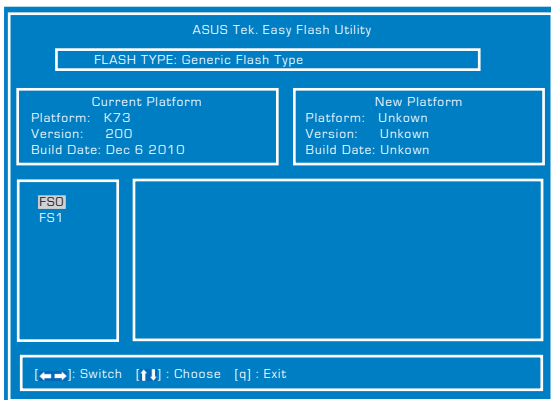 ASUS Tek. Easy Flash Utility
FLASH TYPE: Generic Flash Type
Current Platform
Platform: K73
Version: 200
Build Date: Dec 6 2010
New Platform
Platform: Unkown
Version: Unkown
Build Date: Unkown
FS0
FS1
[←→]: Switch [↑↓] : Choose [q] : Exit